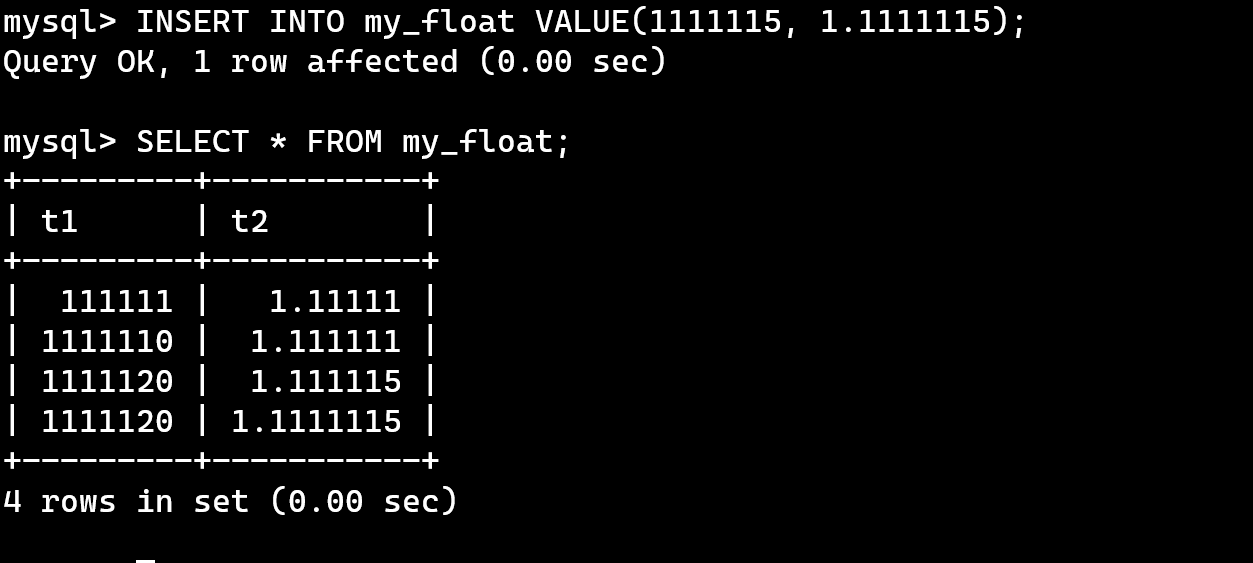 mysql> INSERT INTO my_float VALUE(1111115, 1.1111115);
Query OK, 1 row affected (0.00 sec)
mysql> SELECT * FROM my_float;
+---------+-----------+
| t1      | t2        |
+---------+-----------+
|  111111 |   1.11111 |
| 1111110 |  1.111111 |
| 1111120 |  1.111115 |
| 1111120 | 1.1111115 |
+---------+-----------+
4 rows in set (0.00 sec)